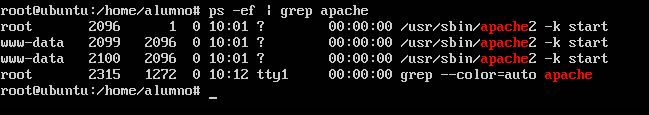 root@ubuntu:/home/alumno# ps -ef | grep apache
root      2096     1  0 10:01 ?        00:00:00 /usr/sbin/apache2 -k start
www-data  2099  2096  0 10:01 ?        00:00:00 /usr/sbin/apache2 -k start
www-data  2100  2096  0 10:01 ?        00:00:00 /usr/sbin/apache2 -k start
root      2315  1272  0 10:12 tty1     00:00:00 grep --color=auto apache
root@ubuntu:/home/alumno# _